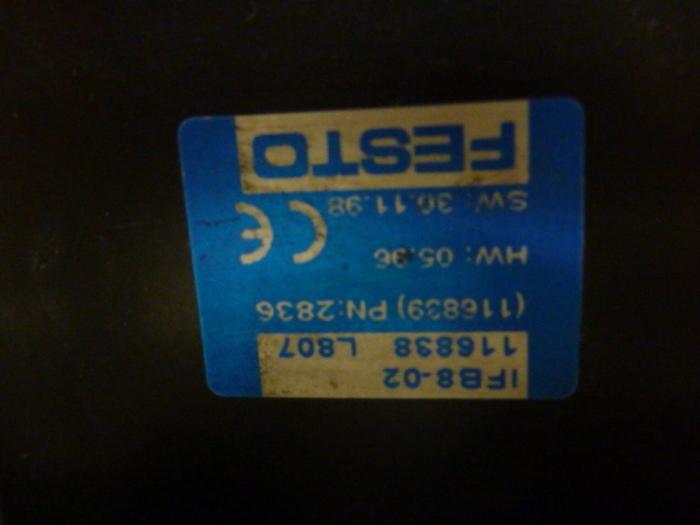 IFB8-02
116838 L807
(116839) PN:2836
HW: 05.96
SW: 30.11.98
CE
FESTO